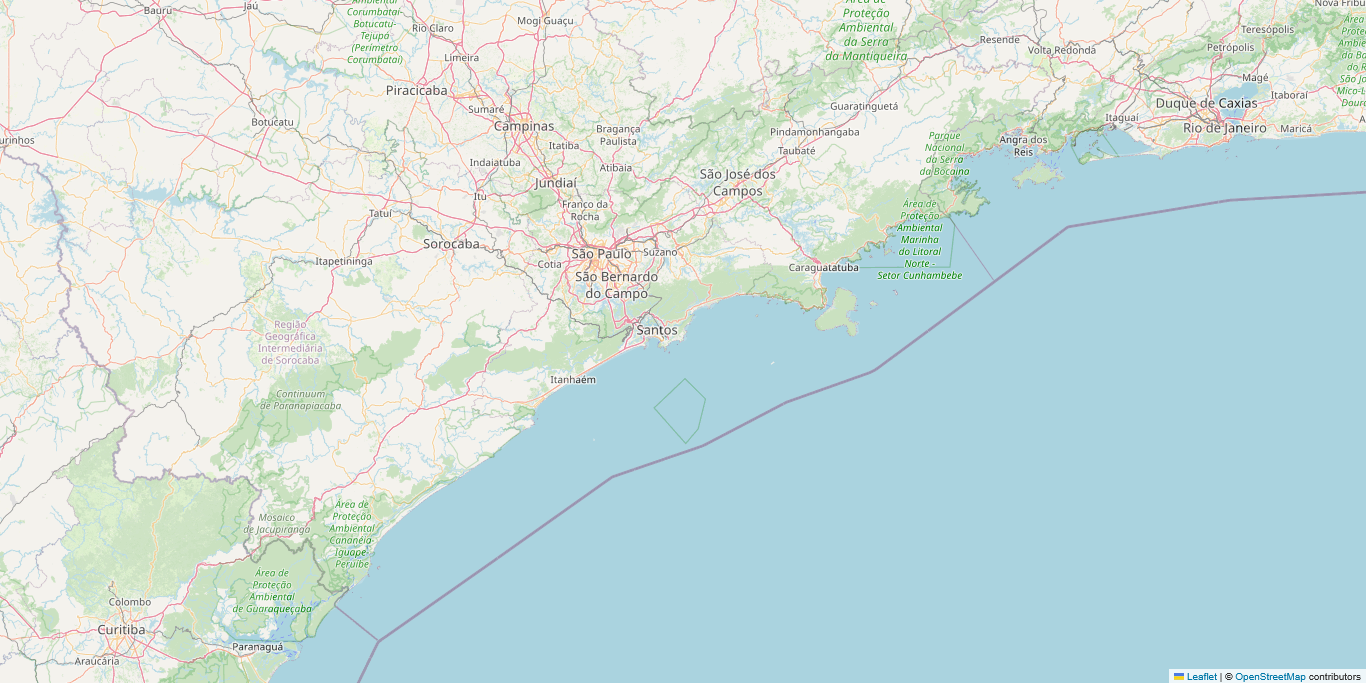 Bauru
Jaú
Corumbataí-
Botucatu-
Tejupá
(Perímetro
Corumbataí)
Rio Claro
Mogi Guaçu
Limeira
Área de
Proteção
Ambiental
da Serra
da Mantiqueira
Resende
Volta Redonda
Teresópolis
Petrópolis
Magé
Itaboraí
Piracicaba
Sumaré
Campinas
Botucatu
Bragança
Paulista
Itatiba
Guaratinguetá
Pindamonhangaba
Taubaté
Itaguaí
Duque de Caxias
Rio de Janeiro
Maricá
Angra dos
Reis
Parque
Nacional
da Serra
da Bocaina
Indaiatuba
Atibaia
Jundiaí
Itu
São José dos
Campos
Tatuí
Franco da
Rocha
Sorocaba
Itapetininga
Cotia
São Paulo
Suzano
São Bernardo
do Campo
Caraguatatuba
Área de
Proteção
Ambiental
Marinha
do Litoral
Norte -
Setor Cunhambebe
Região
Geográfica
Intermediária
de Sorocaba
Santos
Itanhaém
Continuum
de Paranapiacaba
Mosaico
de Jacupiranga
Área de
Proteção
Ambiental
Cananéia-
Iguape-
Peruíbe
Área de
Proteção
Ambiental
de Guaraqueçaba
Colombo
Curitiba
Araucária
Paranaguá
Leaflet | © OpenStreetMap contributors